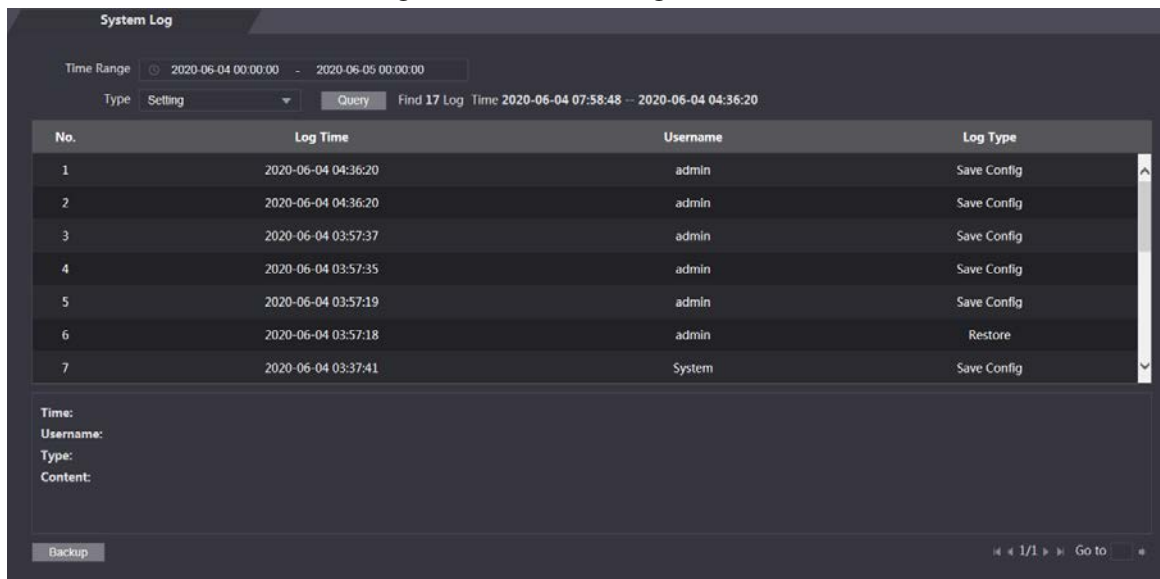 System Log
Time Range 2020-06-04 00:00:00 - 2020-06-05 00:00:00
Type Setting Query Find 17 Log Time 2020-06-04 07:58:48 -- 2020-06-04 04:36:20
No. Log Time Username Log Type
1 2020-06-04 04:36:20 admin Save Config
2 2020-06-04 04:36:20 admin Save Config
3 2020-06-04 03:57:37 admin Save Config
4 2020-06-04 03:57:35 admin Save Config
5 2020-06-04 03:57:19 admin Save Config
6 2020-06-04 03:57:18 admin Restore
7 2020-06-04 03:37:41 System Save Config
Time:
Username:
Type:
Content:
Backup 1/1 Go to